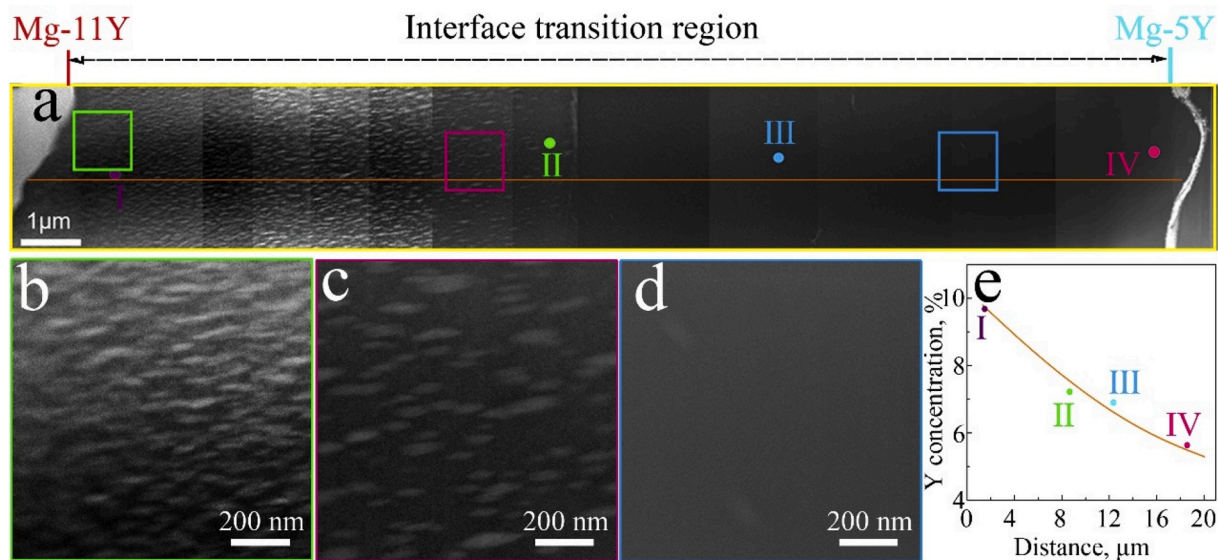 Mg-11Y Interface transition region Mg-5Y
a
I II III IV
1μm
b c d e
200 nm 200 nm 200 nm
Y concentration, %
10
8
6
4
I
II
III
IV
0 4 8 12 16 20
Distance, μm